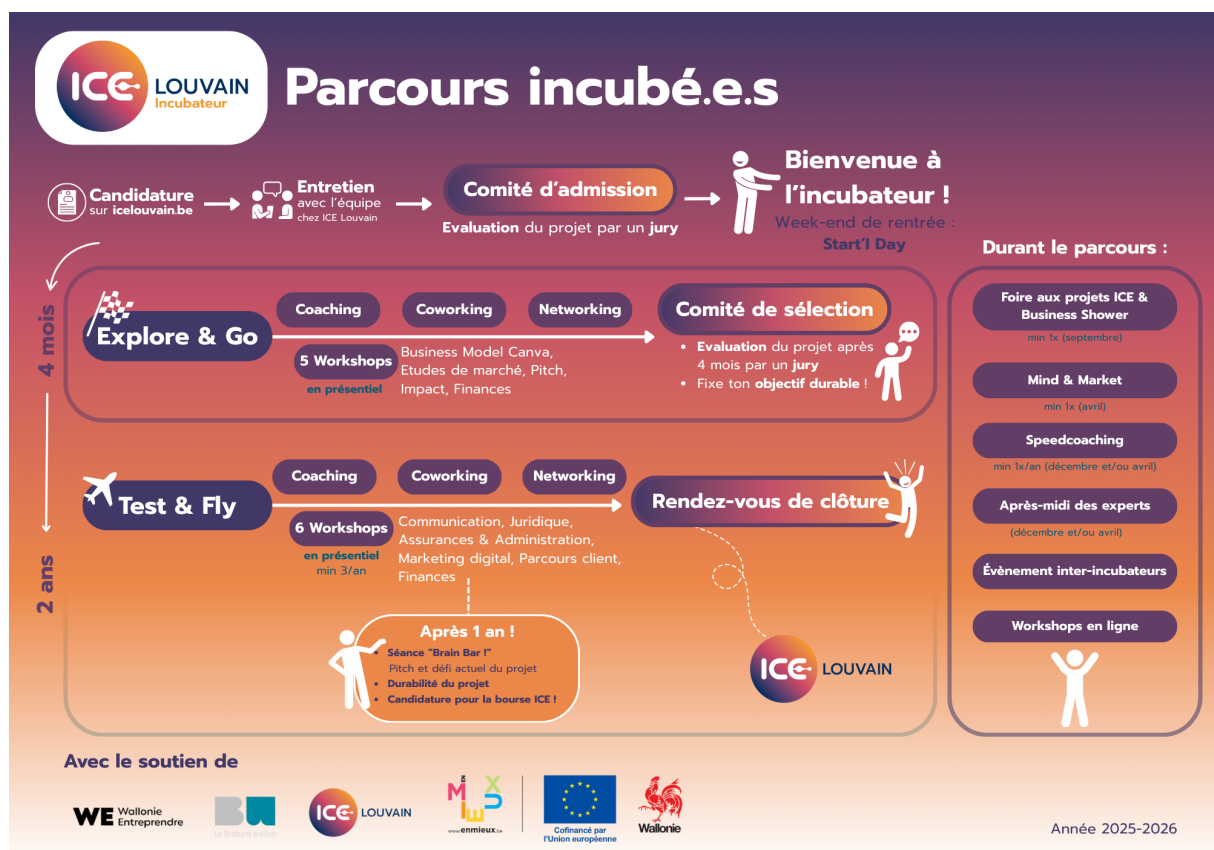 ICE LOUVAIN
Incubateur
Parcours incubé.e.s
Candidature
sur icelouvain.be
Entretien
avec l'équipe
chez ICE Louvain
Comité d'admission
Evaluation du projet par un jury
Bienvenue à
l'incubateur !
Week-end de rentrée :
Start'l Day
4 mois
Explore & Go
Coaching
Coworking
Networking
5 Workshops
en présentiel
Business Model Canva,
Etudes de marché, Pitch,
Impact, Finances
Comité de sélection
• Evaluation du projet après
4 mois par un jury
• Fixe ton objectif durable !
2 ans
Test & Fly
Coaching
Coworking
Networking
6 Workshops
en présentiel
min 3/an
Communication, Juridique,
Assurances & Administration,
Marketing digital, Parcours client,
Finances
Rendez-vous de clôture
Après 1 an !
• Séance "Brain Bar !"
Pitch et défi actuel du projet
• Durabilité du projet
• Candidature pour la bourse ICE !
ICE LOUVAIN
Durant le parcours :
Foire aux projets ICE &
Business Shower
min 1x (septembre)
Mind & Market
min 1x (avril)
Speedcoaching
min 1x/an (décembre et/ou avril)
Après-midi des experts
(décembre et/ou avril)
Évènement inter-incubateurs
Workshops en ligne
Avec le soutien de
WE Wallonie
Entreprendre
BW
Le Brabant wallon
ICE LOUVAIN
EN MIEUX
www.enmieux.be
Cofinancé par
l'Union européenne
Wallonie
Année 2025-2026